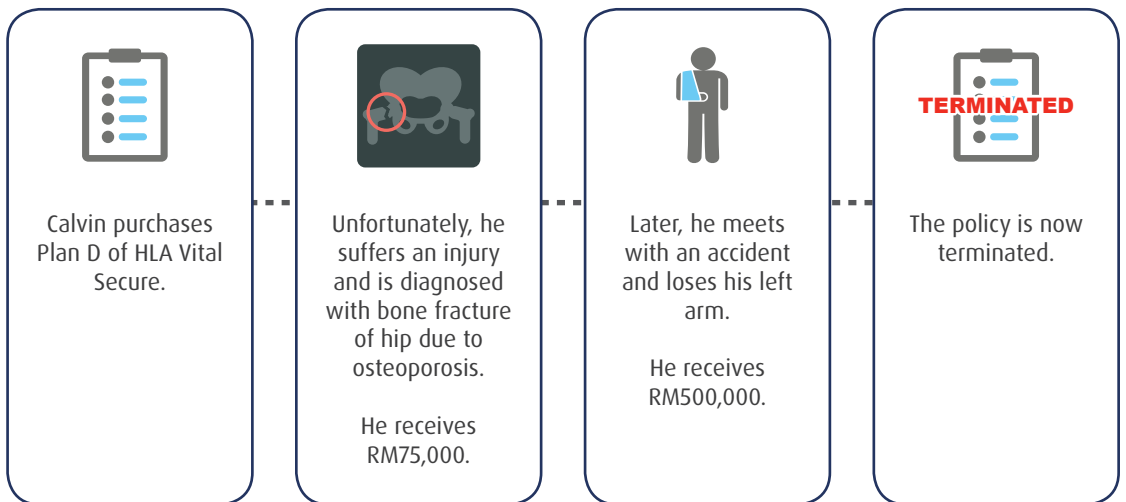 Calvin purchases
Plan D of HLA Vital
Secure.
Unfortunately, he
suffers an injury
and is diagnosed
with bone fracture
of hip due to
osteoporosis.
He receives
RM75,000.
Later, he meets
with an accident
and loses his left
arm.
He receives
RM500,000.
TERMINATED
The policy is now
terminated.